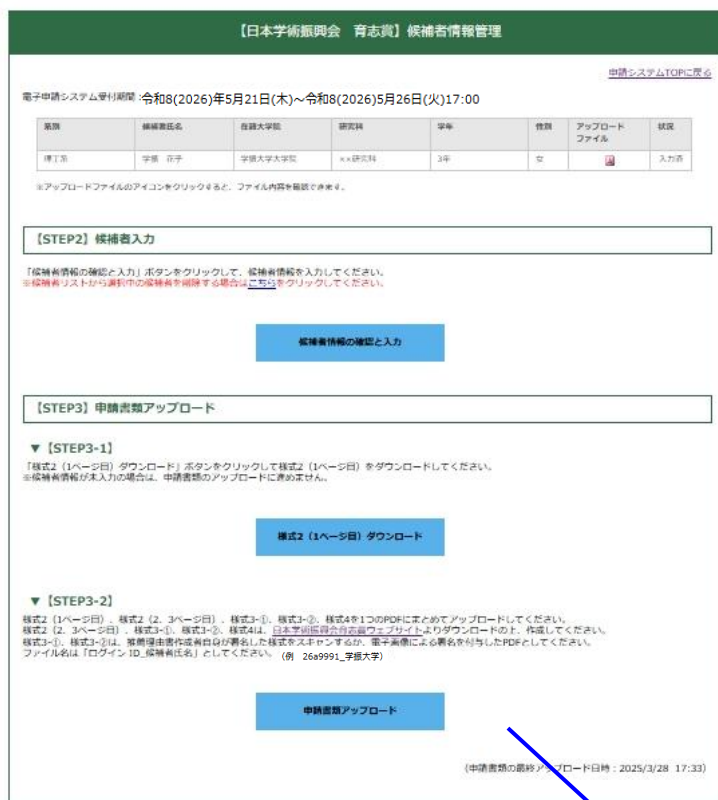 【日本学術振興会　育志賞】候補者情報管理
申請システムTOPに戻る
電子申請システム受付期間：令和8(2026)年5月21日(木)～令和8(2026)5月26日(火)17:00
系別 候補者氏名 在籍大学院 研究科 学年 性別 アップロードファイル 状況
理工系 学振　花子 学振大学大学院 ××研究科 3年 女 入力済
※アップロードファイルのアイコンをクリックすると、ファイル内容を確認できます。
【STEP2】候補者入力
「候補者情報の確認と入力」ボタンをクリックして、候補者情報を入力してください。
※候補者リストから選択中の候補者を削除する場合はこちらをクリックしてください。
候補者情報の確認と入力
【STEP3】申請書類アップロード
▼【STEP3-1】
「様式2（1ページ目）ダウンロード」ボタンをクリックして様式2（1ページ目）をダウンロードしてください。
※候補者情報が未入力の場合は、申請書類のアップロードに進めません。
様式2（1ページ目）ダウンロード
▼【STEP3-2】
様式2（1ページ目）、様式2（2、3ページ目）、様式3-①、様式3-②、様式4を1つのPDFにまとめてアップロードしてください。
様式2（2、3ページ目）、様式3-①、様式3-②、様式4は、日本学術振興会育志賞ウェブサイトよりダウンロードの上、作成してください。
様式3-①、様式3-②は、推薦理由書作成者自身が署名した様式をスキャンするか、電子画像による署名を付与したPDFとしてください。
ファイル名は「ログインID_候補者氏名」としてください。（例　26a9991_学振大学）
申請書類アップロード
（申請書類の最終アップロード日時：2025/3/28 17:33）